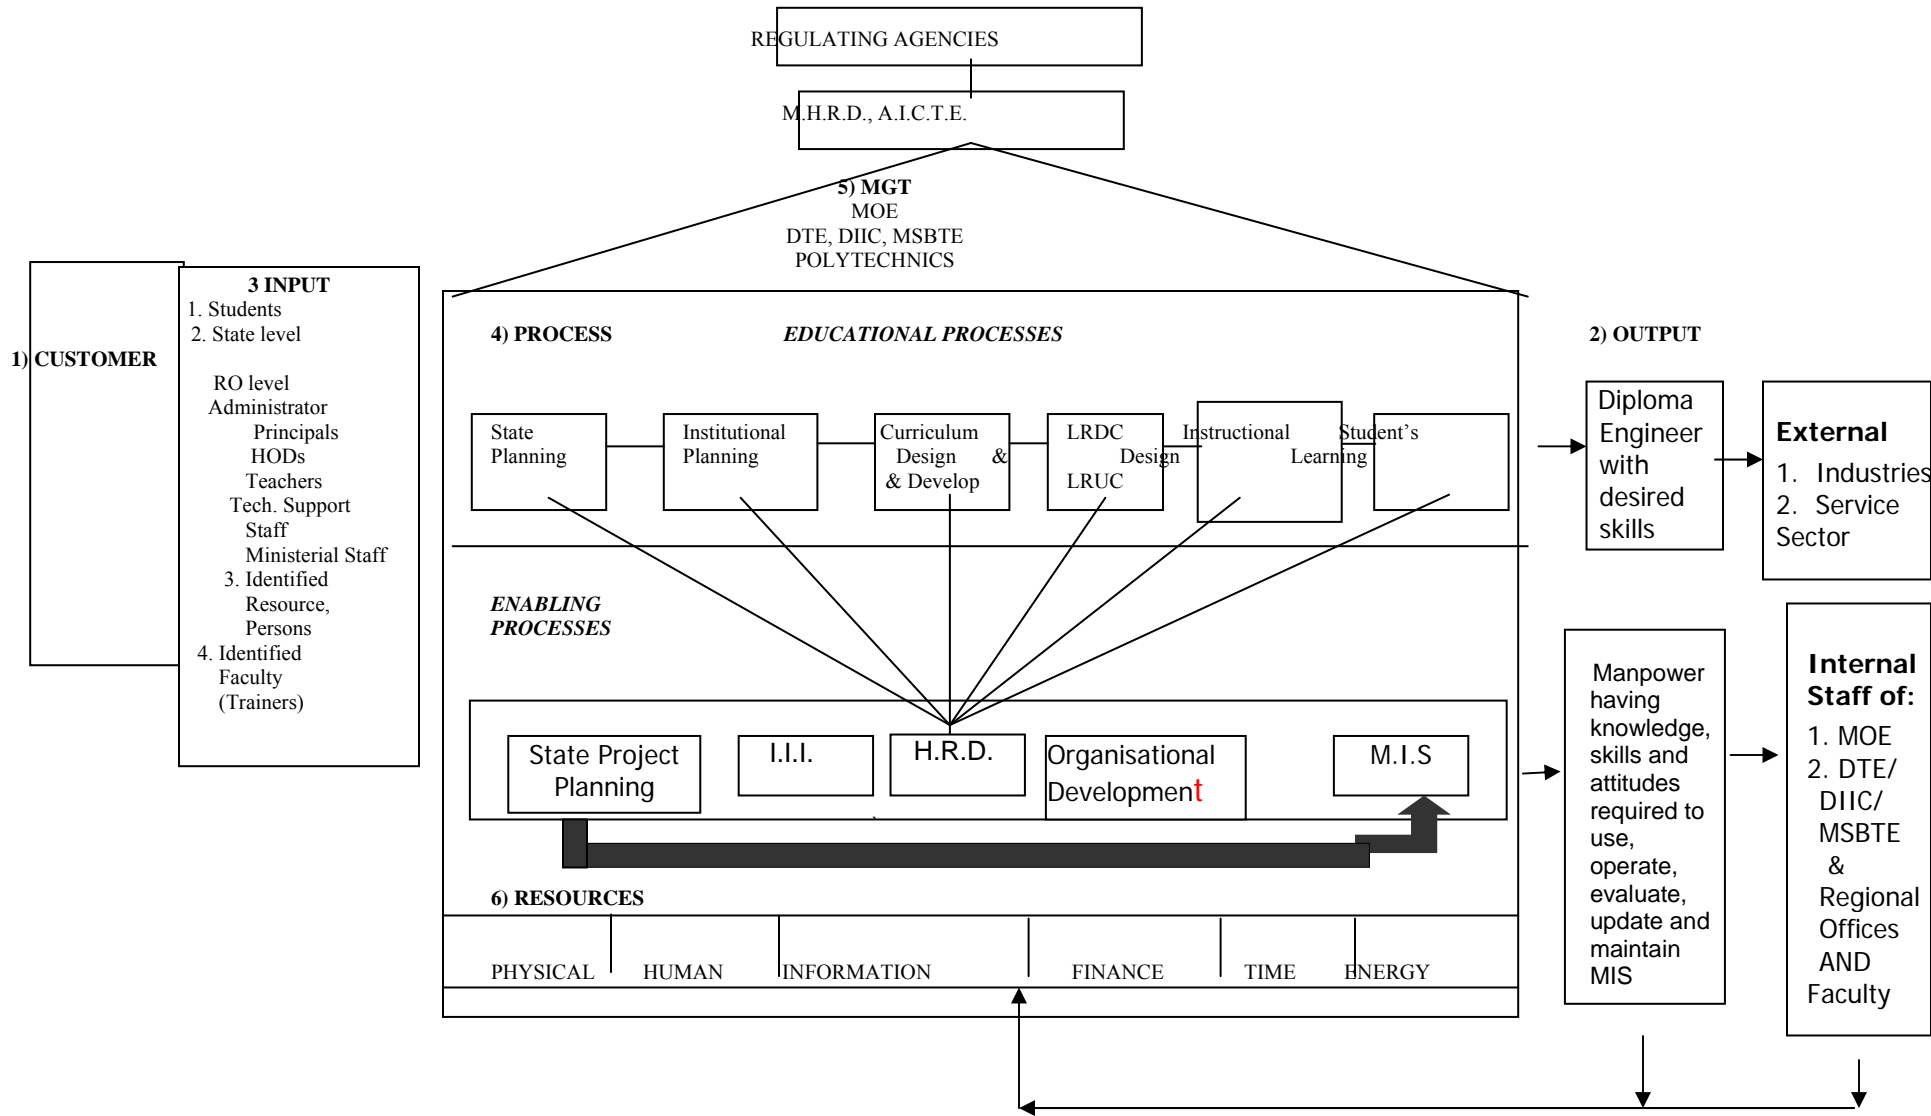 REGULATING AGENCIES
M.H.R.D., A.I.C.T.E.
5) MGT
MOE
DTE, DIIC, MSBTE
POLYTECHNICS
1) CUSTOMER
3 INPUT
1. Students
2. State level
RO level
Administrator
Principals
HODs
Teachers
Tech. Support
Staff
Ministerial Staff
3. Identified
Resource,
Persons
4. Identified
Faculty
(Trainers)
4) PROCESS
EDUCATIONAL PROCESSES
State
Planning
Institutional
Planning
Curriculum
Design &
& Develop
LRDC
Design
LRUC
Instructional
Learning
Student's
ENABLING
PROCESSES
State Project
Planning
I.I.I.
H.R.D.
Organisational
Development
M.I.S
6) RESOURCES
PHYSICAL
HUMAN
INFORMATION
FINANCE
TIME
ENERGY
2) OUTPUT
Diploma
Engineer
with
desired
skills
External
1. Industries
2. Service
Sector
Manpower
having
knowledge,
skills and
attitudes
required to
use,
operate,
evaluate,
update and
maintain
MIS
Internal
Staff of:
1. MOE
2. DTE/
DIIC/
MSBTE
&
Regional
Offices
AND
Faculty